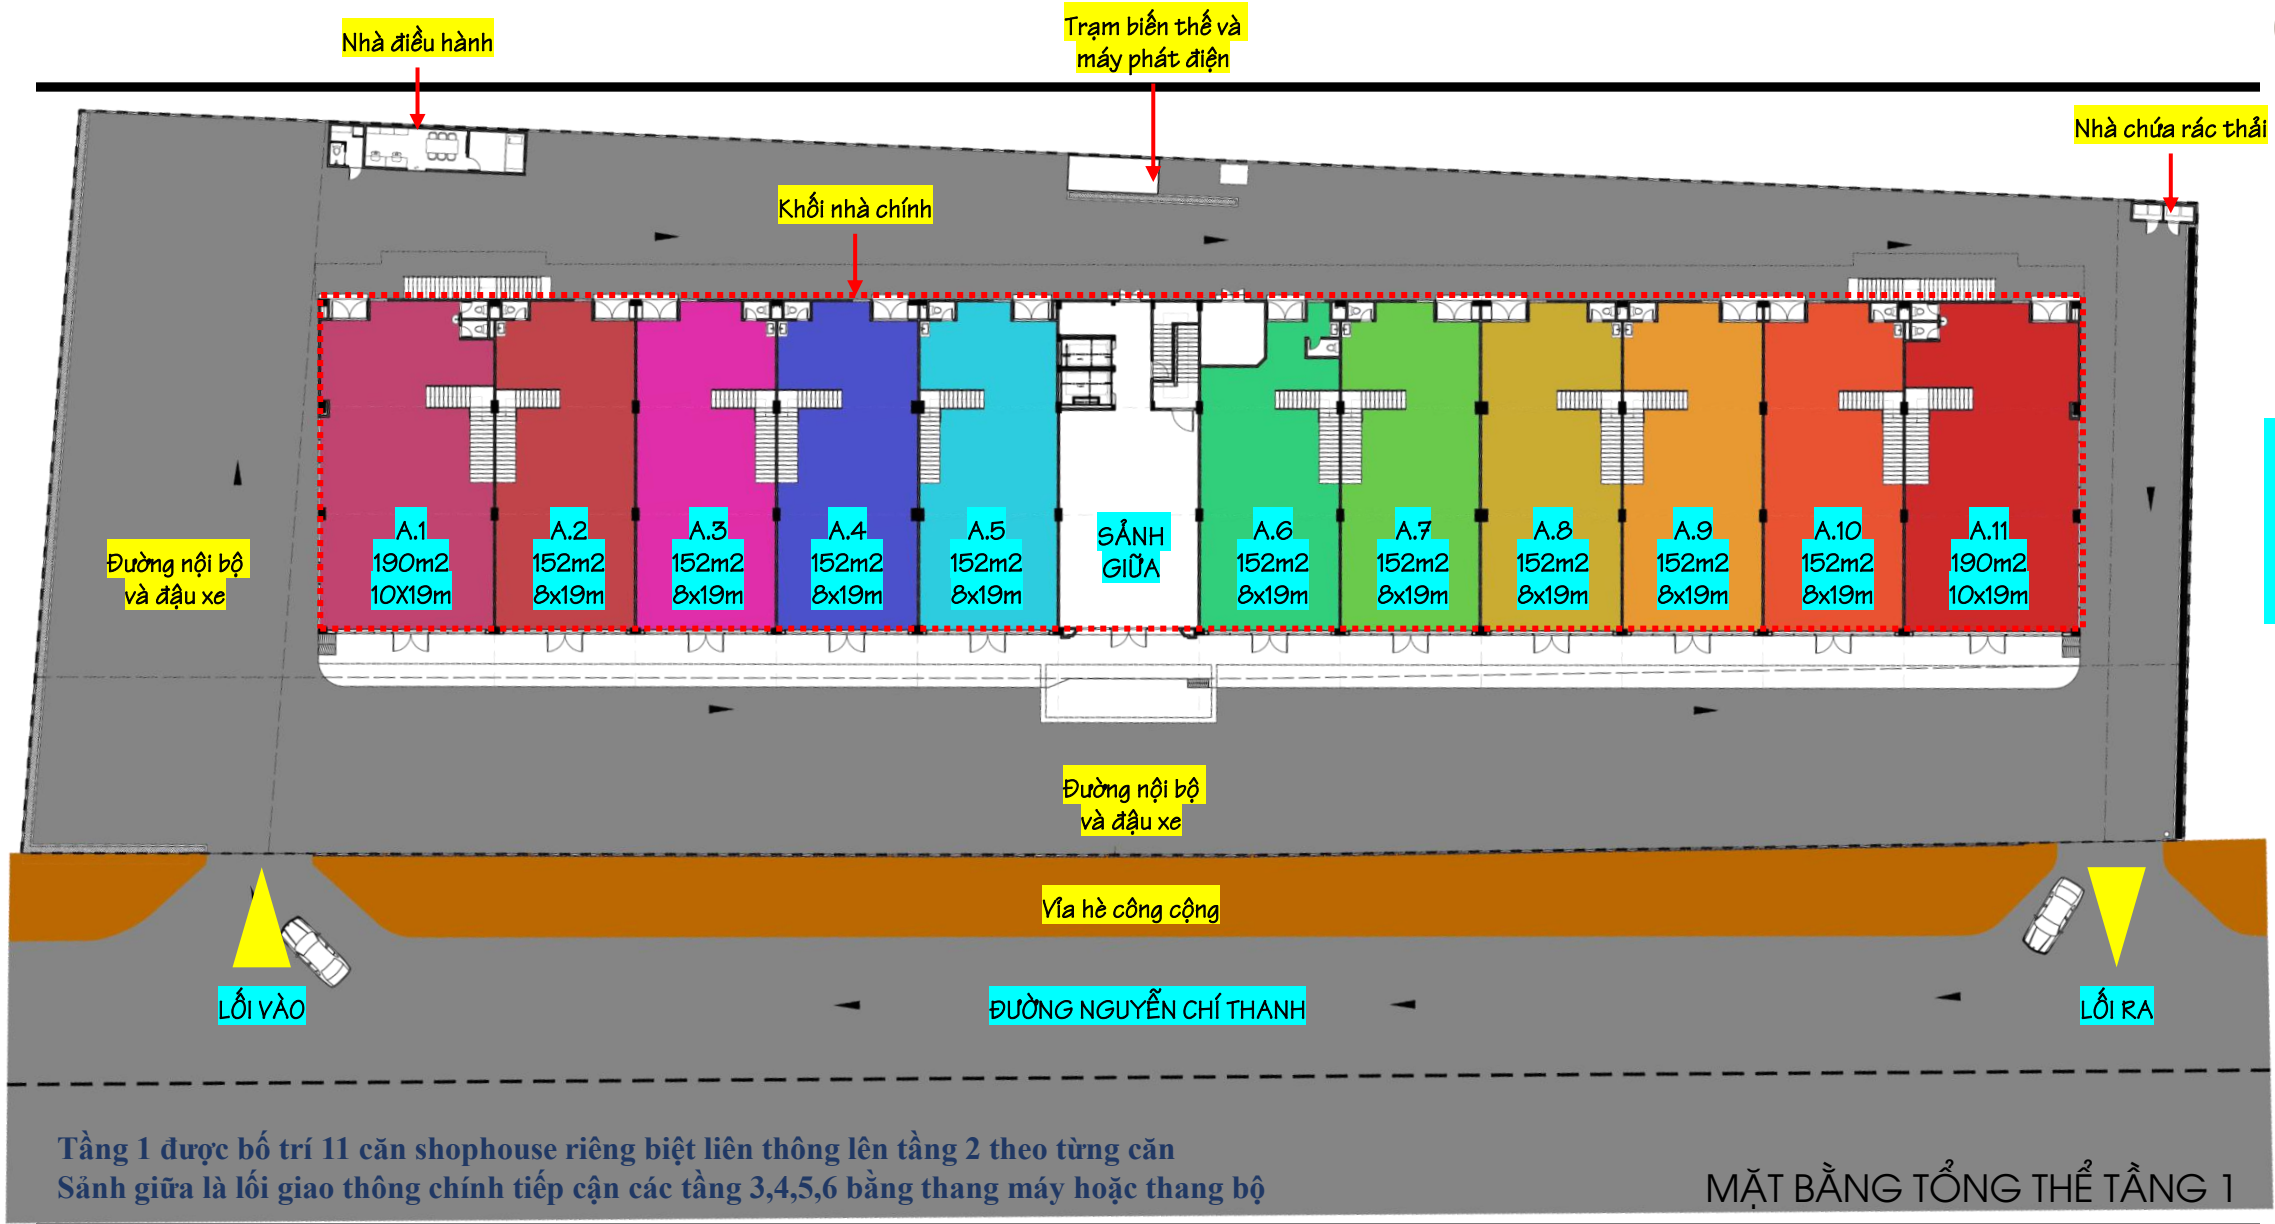 Nhà điều hành
Trạm biến thế và
máy phát điện
Nhà chứa rác thải
Khối nhà chính
A.1
190m2
10X19m
A.2
152m2
8x19m
A.3
152m2
8x19m
A.4
152m2
8x19m
A.5
152m2
8x19m
SẢNH
GIỮA
A.6
152m2
8x19m
A.7
152m2
8x19m
A.8
152m2
8x19m
A.9
152m2
8x19m
A.10
152m2
8x19m
A.11
190m2
10x19m
Đường nội bộ
và đậu xe
Đường nội bộ
và đậu xe
Vỉa hè công cộng
LỐI VÀO
ĐƯỜNG NGUYỄN CHÍ THANH
LỐI RA
Tầng 1 được bố trí 11 căn shophouse riêng biệt liên thông lên tầng 2 theo từng căn
Sảnh giữa là lối giao thông chính tiếp cận các tầng 3,4,5,6 bằng thang máy hoặc thang bộ
MẶT BẰNG TỔNG THỂ TẦNG 1